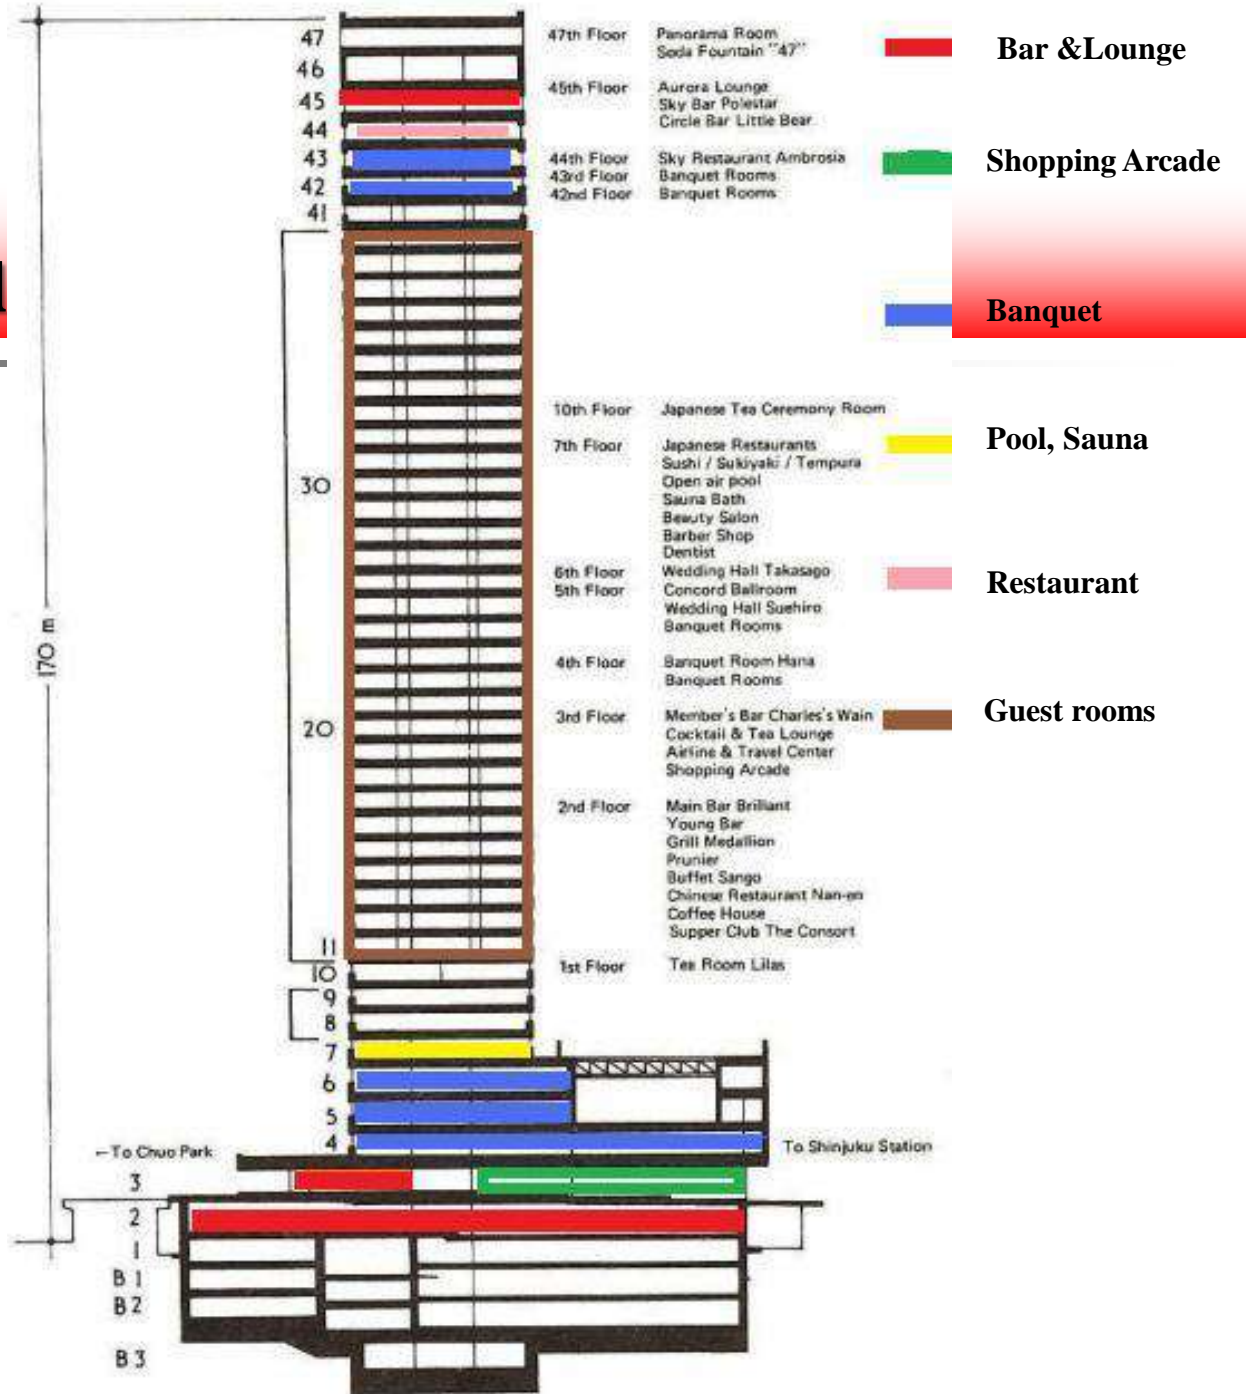 47
46
45
44
43
42
41
30
20
11
10
9
8
7
6
5
4
3
2
1
B 1
B 2
B 3
170 m
←To Chuo Park
To Shinjuku Station
47th Floor Panorama Room
Soda Fountain "47"
45th Floor Aurora Lounge
Sky Bar Polestar
Circle Bar Little Bear
44th Floor Sky Restaurant Ambrosia
43rd Floor Banquet Rooms
42nd Floor Banquet Rooms
10th Floor Japanese Tea Ceremony Room
7th Floor Japanese Restaurants
Sushi / Sukiyaki / Tempura
Open air pool
Sauna Bath
Beauty Salon
Barber Shop
Dentist
6th Floor Wedding Hall Takasago
5th Floor Concord Ballroom
Wedding Hall Suehiro
Banquet Rooms
4th Floor Banquet Room Hana
Banquet Rooms
3rd Floor Member's Bar Charles's Wain
Cocktail & Tea Lounge
Airline & Travel Center
Shopping Arcade
2nd Floor Main Bar Brilliant
Young Bar
Grill Medallion
Prunier
Buffet Sango
Chinese Restaurant Nan-en
Coffee House
Supper Club The Consort
1st Floor Tea Room Lilas
Bar &Lounge
Shopping Arcade
Banquet
Pool, Sauna
Restaurant
Guest rooms